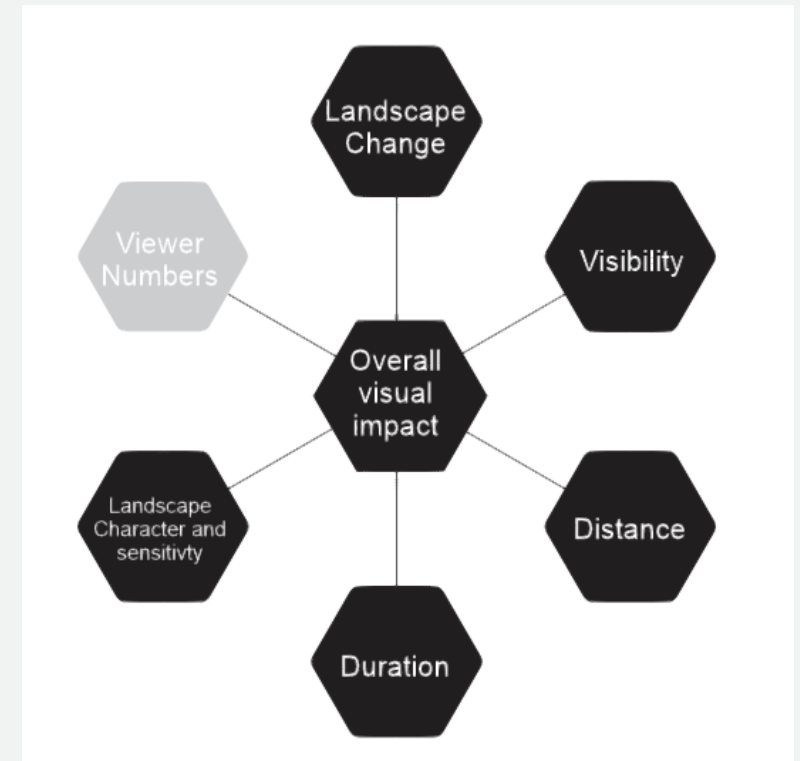 Landscape
Change
Viewer
Numbers
Visibility
Overall
visual
impact
Landscape
Character and
sensitivty
Distance
Duration